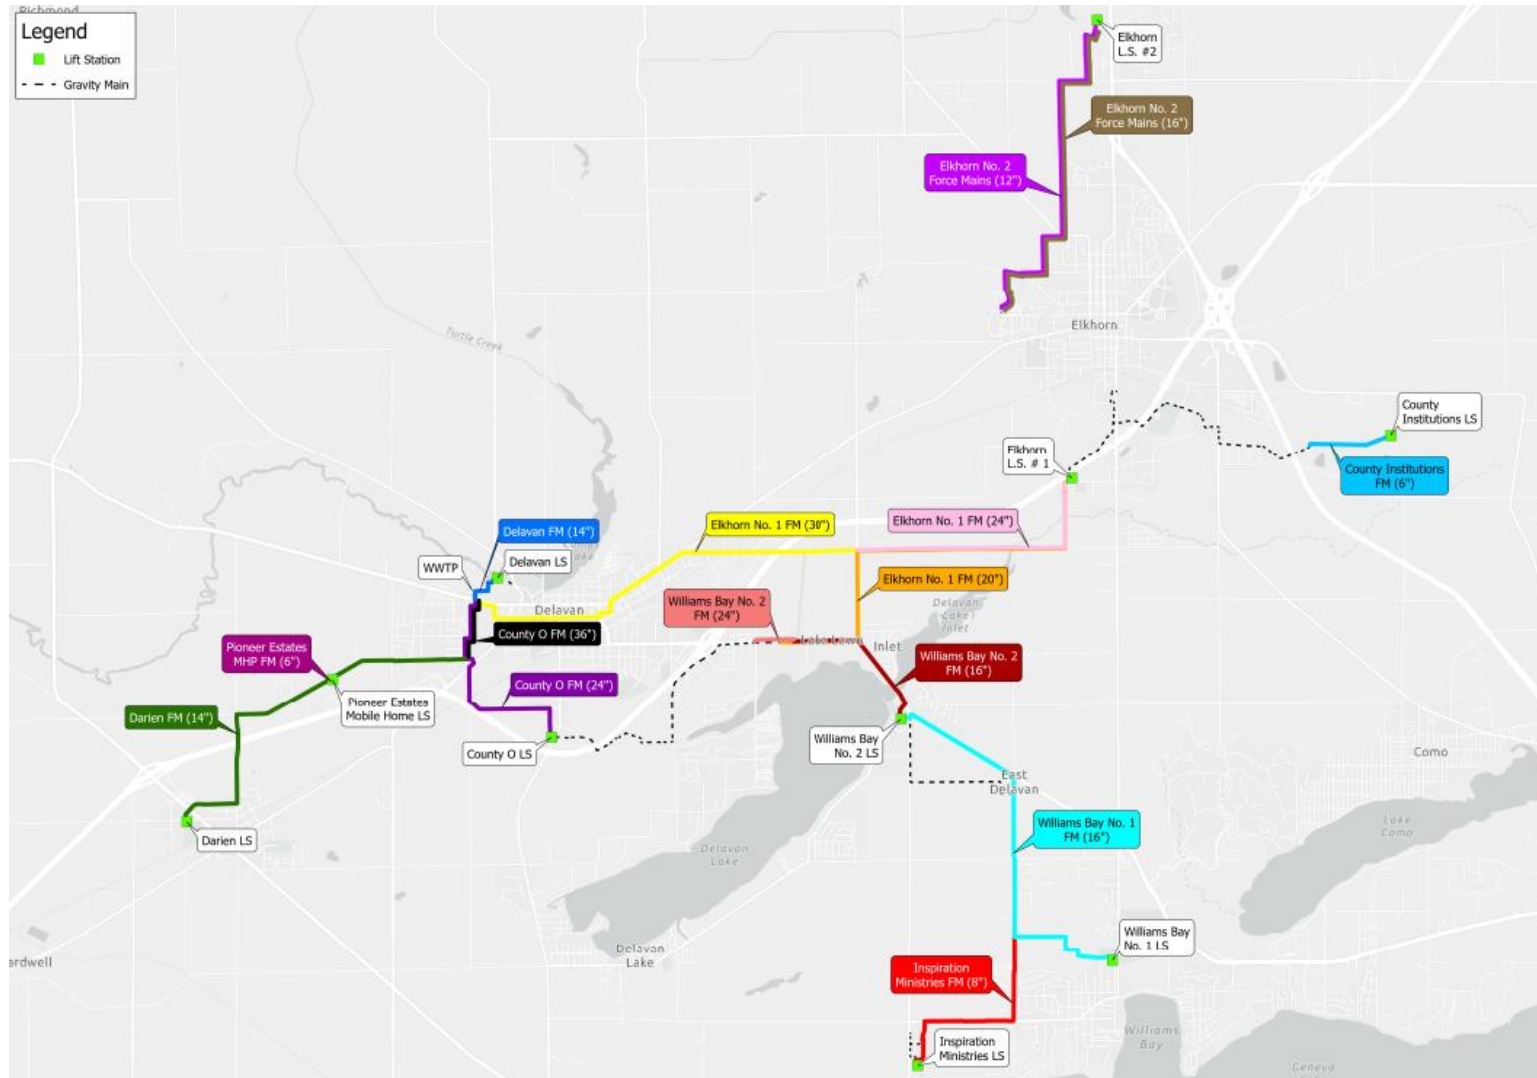 Richmond
Legend
Lift Station
Gravity Main
Elkhorn
L.S. #2
Elkhorn No. 2
Force Mains (16")
Elkhorn No. 2
Force Mains (12")
Turtle Creek
Elkhorn
County
Institutions LS
Elkhorn
L.S. # 1
County Institutions
FM (6")
Elkhorn No. 1 FM (30")
Elkhorn No. 1 FM (24")
Delavan FM (14")
Lake
WWTP
Delavan LS
Elkhorn No. 1 FM (20")
Delavan
Williams Bay No. 2
FM (24")
Delavan
Lake
Inlet
County O FM (36")
Lake Lawn
Inlet
Pioneer Estates
MHP FM (6")
Williams Bay No. 2
FM (16")
County O FM (24")
Pioneer Estates
Mobile Home LS
Darien FM (14")
County O LS
Williams Bay
No. 2 LS
Como
East
Delavan
Lake
Como
Williams Bay No. 1
FM (16")
Darien LS
Delavan
Lake
Williams Bay
No. 1 LS
Delavan
Lake
ardwell
Inspiration
Ministries FM (8")
Williams
Bay
Inspiration
Ministries LS
Geneva